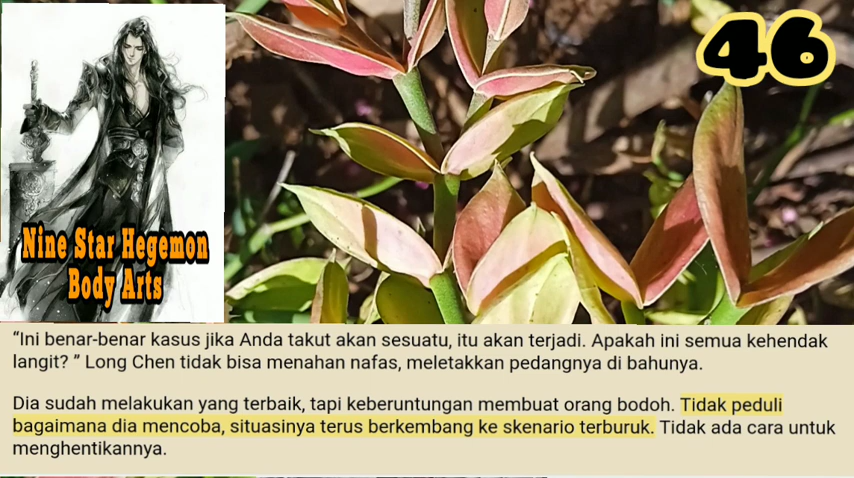 46
Nine Star Hegemon
Body Arts
“Ini benar-benar kasus jika Anda takut akan sesuatu, itu akan terjadi. Apakah ini semua kehendak
langit? ” Long Chen tidak bisa menahan nafas, meletakkan pedangnya di bahunya.
Dia sudah melakukan yang terbaik, tapi keberuntungan membuat orang bodoh. Tidak peduli
bagaimana dia mencoba, situasinya terus berkembang ke skenario terburuk. Tidak ada cara untuk
menghentikannya.